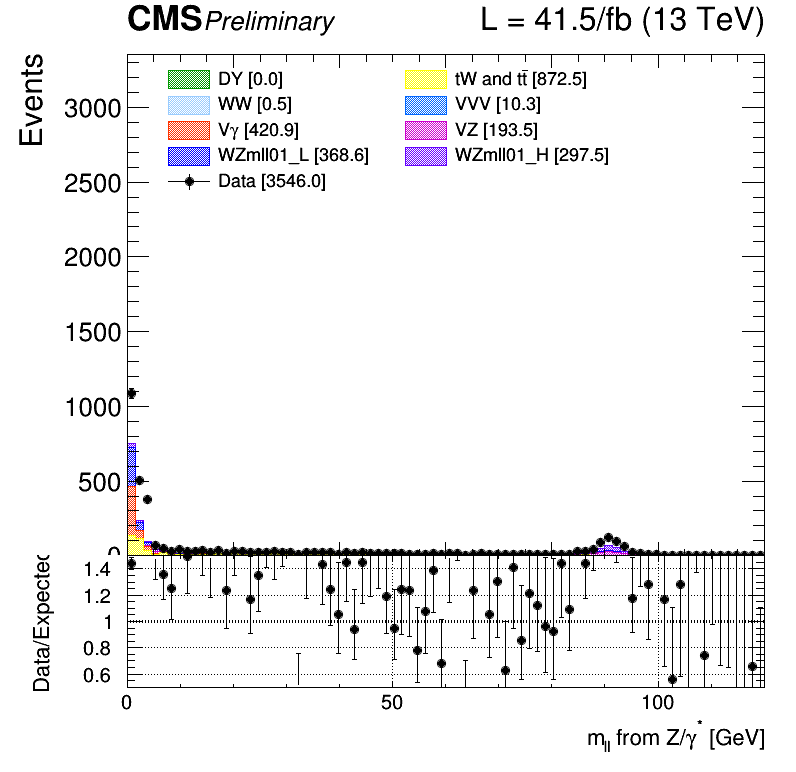 CMS Preliminary L = 41.5/fb (13 TeV)
Events
3000
2500
2000
1500
1000
500
0
DY [0.0]
tW and tt̄ [872.5]
WW [0.5]
VVV [10.3]
Vγ [420.9]
VZ [193.5]
WZmll01_L [368.6]
WZmll01_H [297.5]
Data [3546.0]
Data/Expected
1.4
1.2
1
0.8
0.6
0 50 100
m_ll from Z/γ* [GeV]